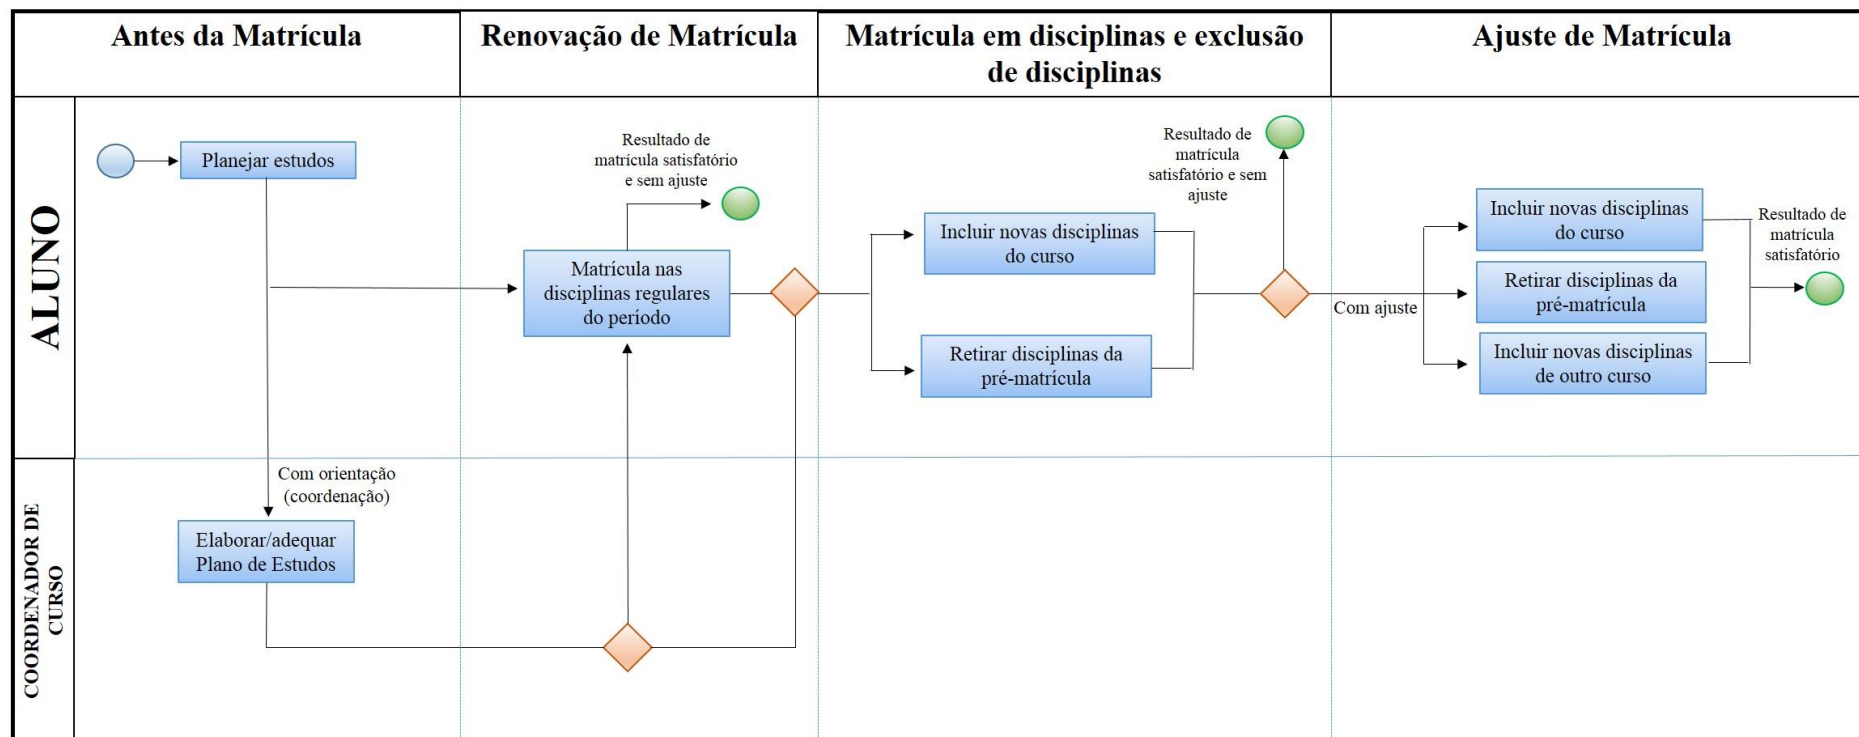 Antes da Matrícula
Renovação de Matrícula
Matrícula em disciplinas e exclusão
de disciplinas
Ajuste de Matrícula
ALUNO
Planejar estudos
Resultado de
matrícula satisfatório
e sem ajuste
Matrícula nas
disciplinas regulares
do período
Incluir novas disciplinas
do curso
Retirar disciplinas da
pré-matrícula
Resultado de
matrícula
satisfatório e sem
ajuste
Com ajuste
Incluir novas disciplinas
do curso
Retirar disciplinas da
pré-matrícula
Incluir novas disciplinas
de outro curso
Resultado de
matrícula
satisfatório
COORDENADOR DE
CURSO
Com orientação
(coordenação)
Elaborar/adequar
Plano de Estudos